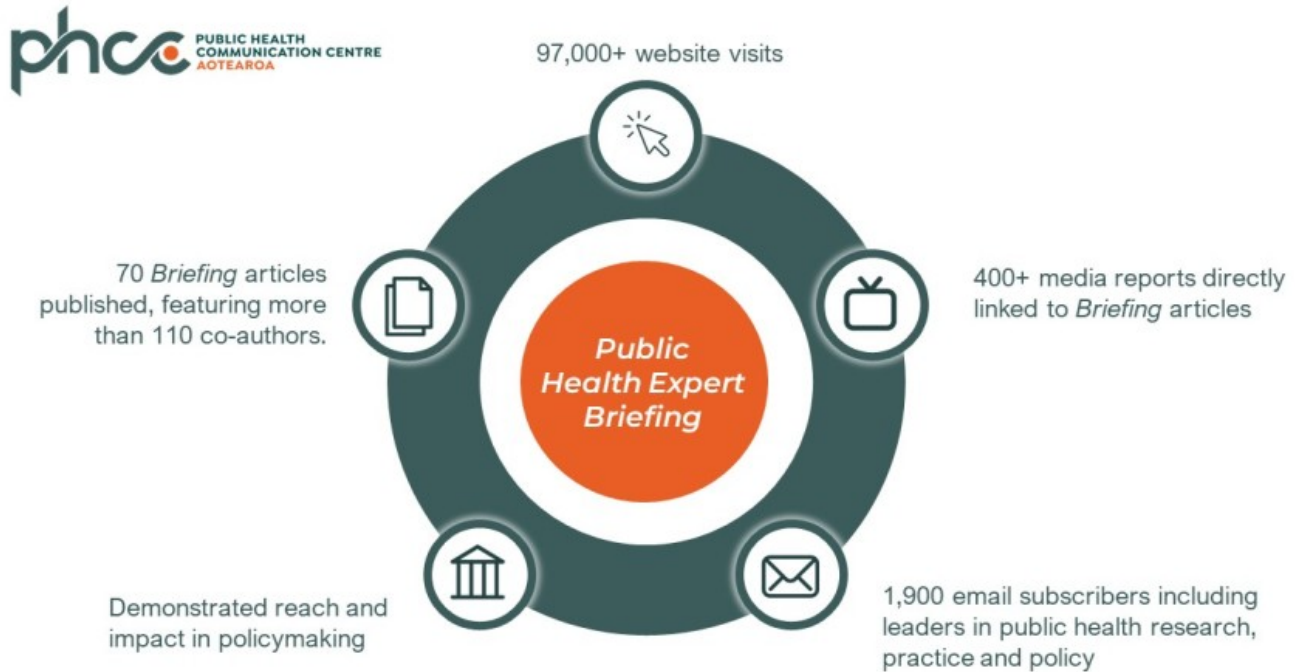 phcc PUBLIC HEALTH
COMMUNICATION CENTRE
AOTEAROA
97,000+ website visits
70 Briefing articles
published, featuring more
than 110 co-authors.
400+ media reports directly
linked to Briefing articles
Public
Health Expert
Briefing
Demonstrated reach and
impact in policymaking
1,900 email subscribers including
leaders in public health research,
practice and policy